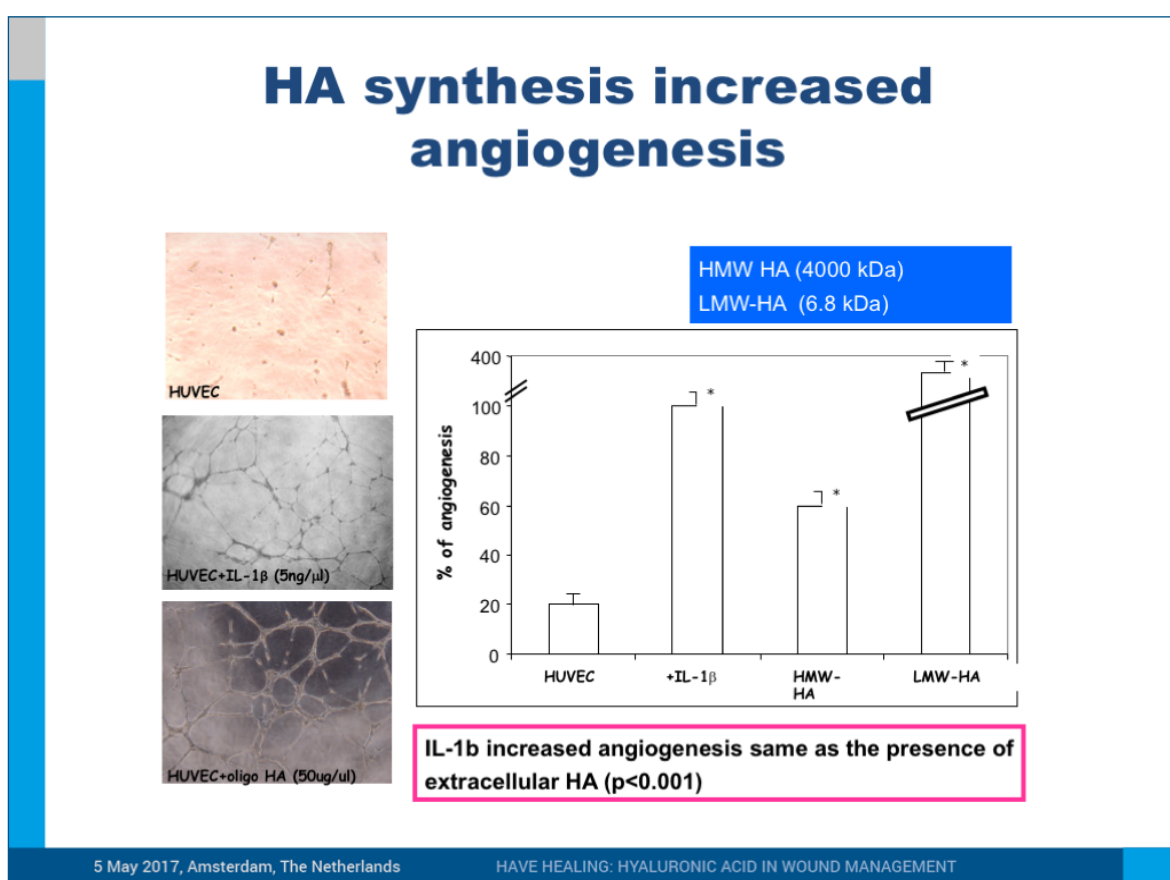 HA synthesis increased
angiogenesis
HUVEC
HUVEC+IL-1β (5ng/µl)
HUVEC+oligo HA (50ug/ul)
HMW HA (4000 kDa)
LMW-HA (6.8 kDa)
% of angiogenesis
400
100
80
60
40
20
0
*
*
*
HUVEC
+IL-1β
HMW-
HA
LMW-HA
IL-1b increased angiogenesis same as the presence of
extracellular HA (p<0.001)
5 May 2017, Amsterdam, The Netherlands
HAVE HEALING: HYALURONIC ACID IN WOUND MANAGEMENT